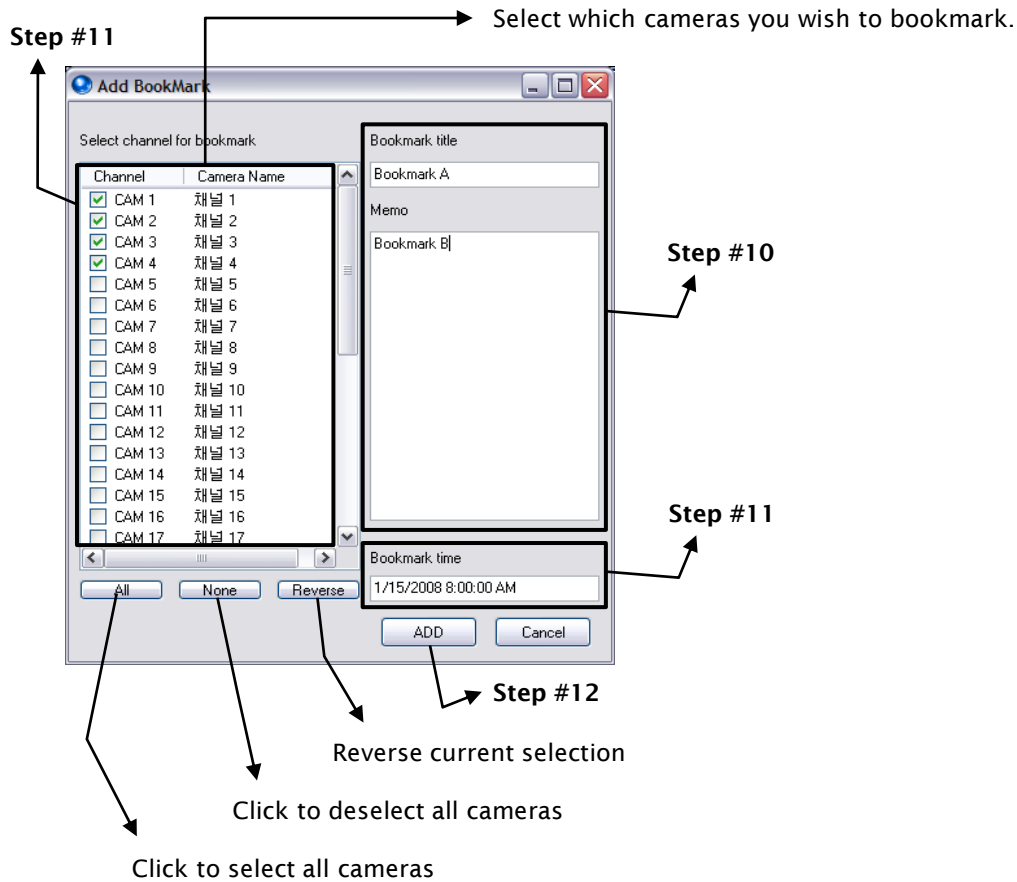 Select which cameras you wish to bookmark.
Step #11
Add BookMark
Select channel for bookmark
Channel Camera Name
CAM 1 채널 1
CAM 2 채널 2
CAM 3 채널 3
CAM 4 채널 4
CAM 5 채널 5
CAM 6 채널 6
CAM 7 채널 7
CAM 8 채널 8
CAM 9 채널 9
CAM 10 채널 10
CAM 11 채널 11
CAM 12 채널 12
CAM 13 채널 13
CAM 14 채널 14
CAM 15 채널 15
CAM 16 채널 16
CAM 17 채널 17
All None Reverse
Bookmark title
Bookmark A
Memo
Bookmark B
Step #10
Bookmark time
1/15/2008 8:00:00 AM
Step #11
ADD Cancel
Step #12
Reverse current selection
Click to deselect all cameras
Click to select all cameras